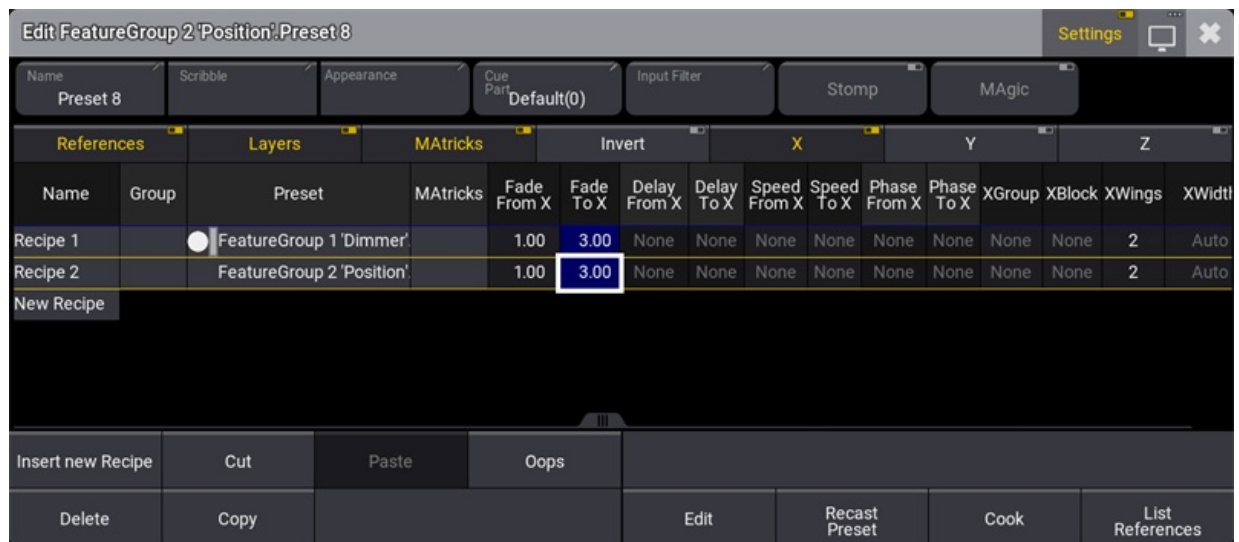 Edit FeatureGroup 2 'Position'.Preset 8 Settings
Name Scribble Appearance Cue Part Input Filter Stomp MAgic
Preset 8 Default(0)
References Layers MAtricks Invert X Y Z
Name Group Preset MAtricks Fade From X Fade To X Delay From X Delay To X Speed From X Speed To X Phase From X Phase To X XGroup XBlock XWings XWidth
Recipe 1 FeatureGroup 1 'Dimmer'. 1.00 3.00 None None None None None None None None 2 Auto
Recipe 2 FeatureGroup 2 'Position'. 1.00 3.00 None None None None None None None None 2 Auto
New Recipe
Insert new Recipe Cut Paste Oops
Delete Copy Edit Recast Preset Cook List References